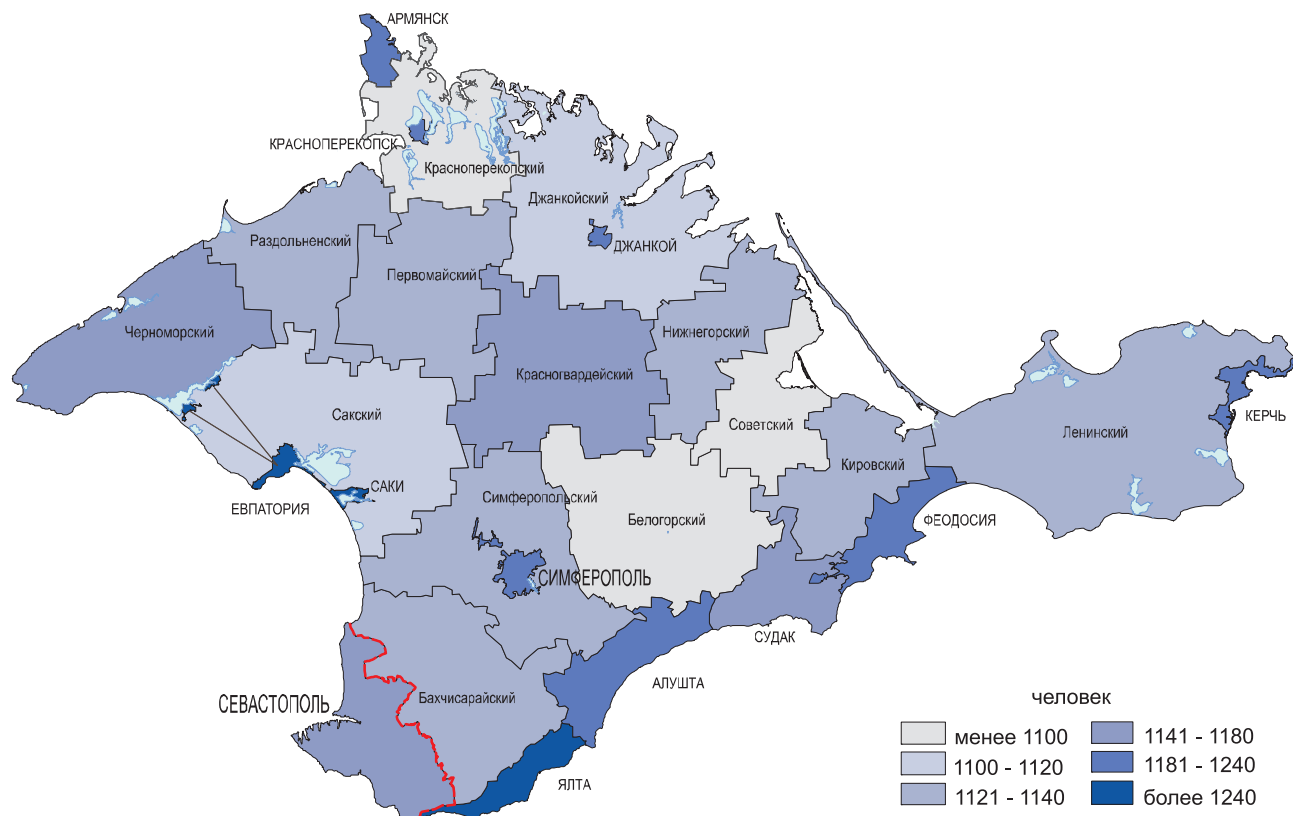 АРМЯНСК
КРАСНОПЕРЕКОПСК
Красноперекопский
Джанкойский
Раздольненский
ДЖАНКОЙ
Первомайский
Черноморский
Нижнегорский
Красногвардейский
Сакский
Советский
Ленинский
КЕРЧЬ
Кировский
САКИ
Симферопольский
ЕВПАТОРИЯ
Белогорский
ФЕОДОСИЯ
СИМФЕРОПОЛЬ
СУДАК
АЛУШТА
Бахчисарайский
СЕВАСТОПОЛЬ
ЯЛТА
человек
менее 1100
1100 - 1120
1121 - 1140
1141 - 1180
1181 - 1240
более 1240